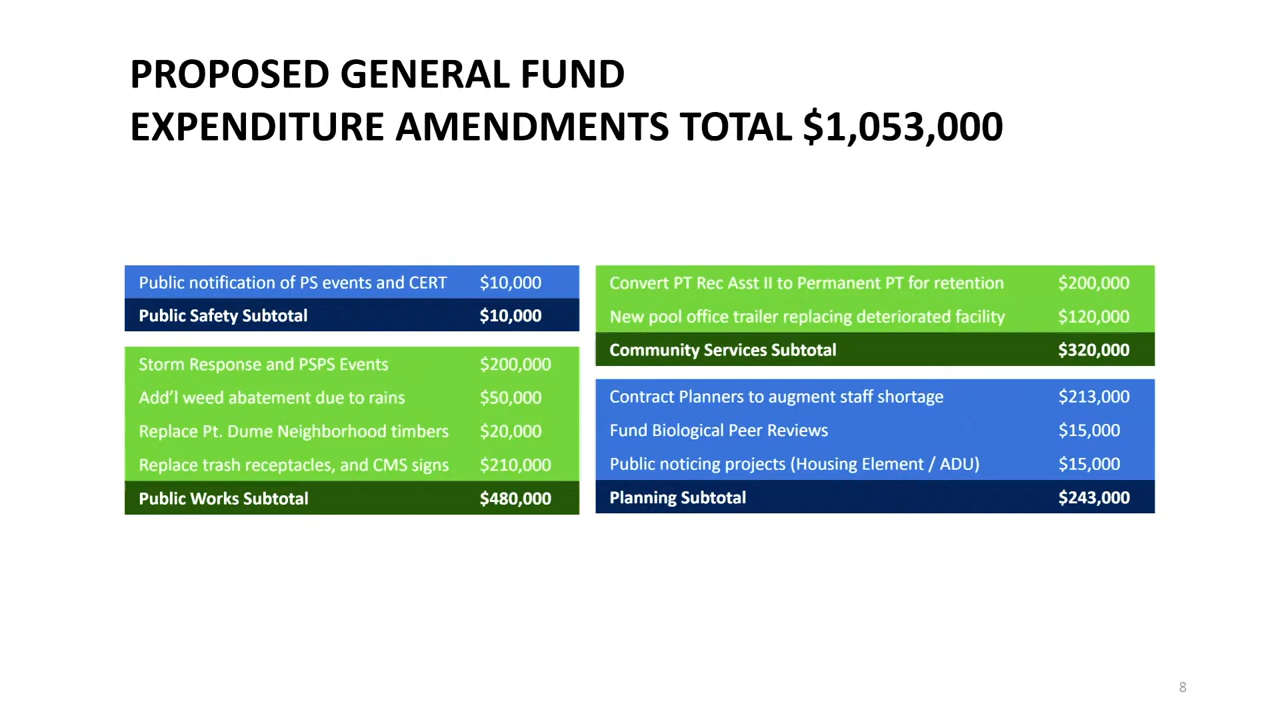 PROPOSED GENERAL FUND
EXPENDITURE AMENDMENTS TOTAL $1,053,000
Public notification of PS events and CERT $10,000
Public Safety Subtotal $10,000
Storm Response and PSPS Events $200,000
Add’l weed abatement due to rains $50,000
Replace Pt. Dume Neighborhood timbers $20,000
Replace trash receptacles, and CMS signs $210,000
Public Works Subtotal $480,000
Convert PT Rec Asst II to Permanent PT for retention $200,000
New pool office trailer replacing deteriorated facility $120,000
Community Services Subtotal $320,000
Contract Planners to augment staff shortage $213,000
Fund Biological Peer Reviews $15,000
Public noticing projects (Housing Element / ADU) $15,000
Planning Subtotal $243,000
8